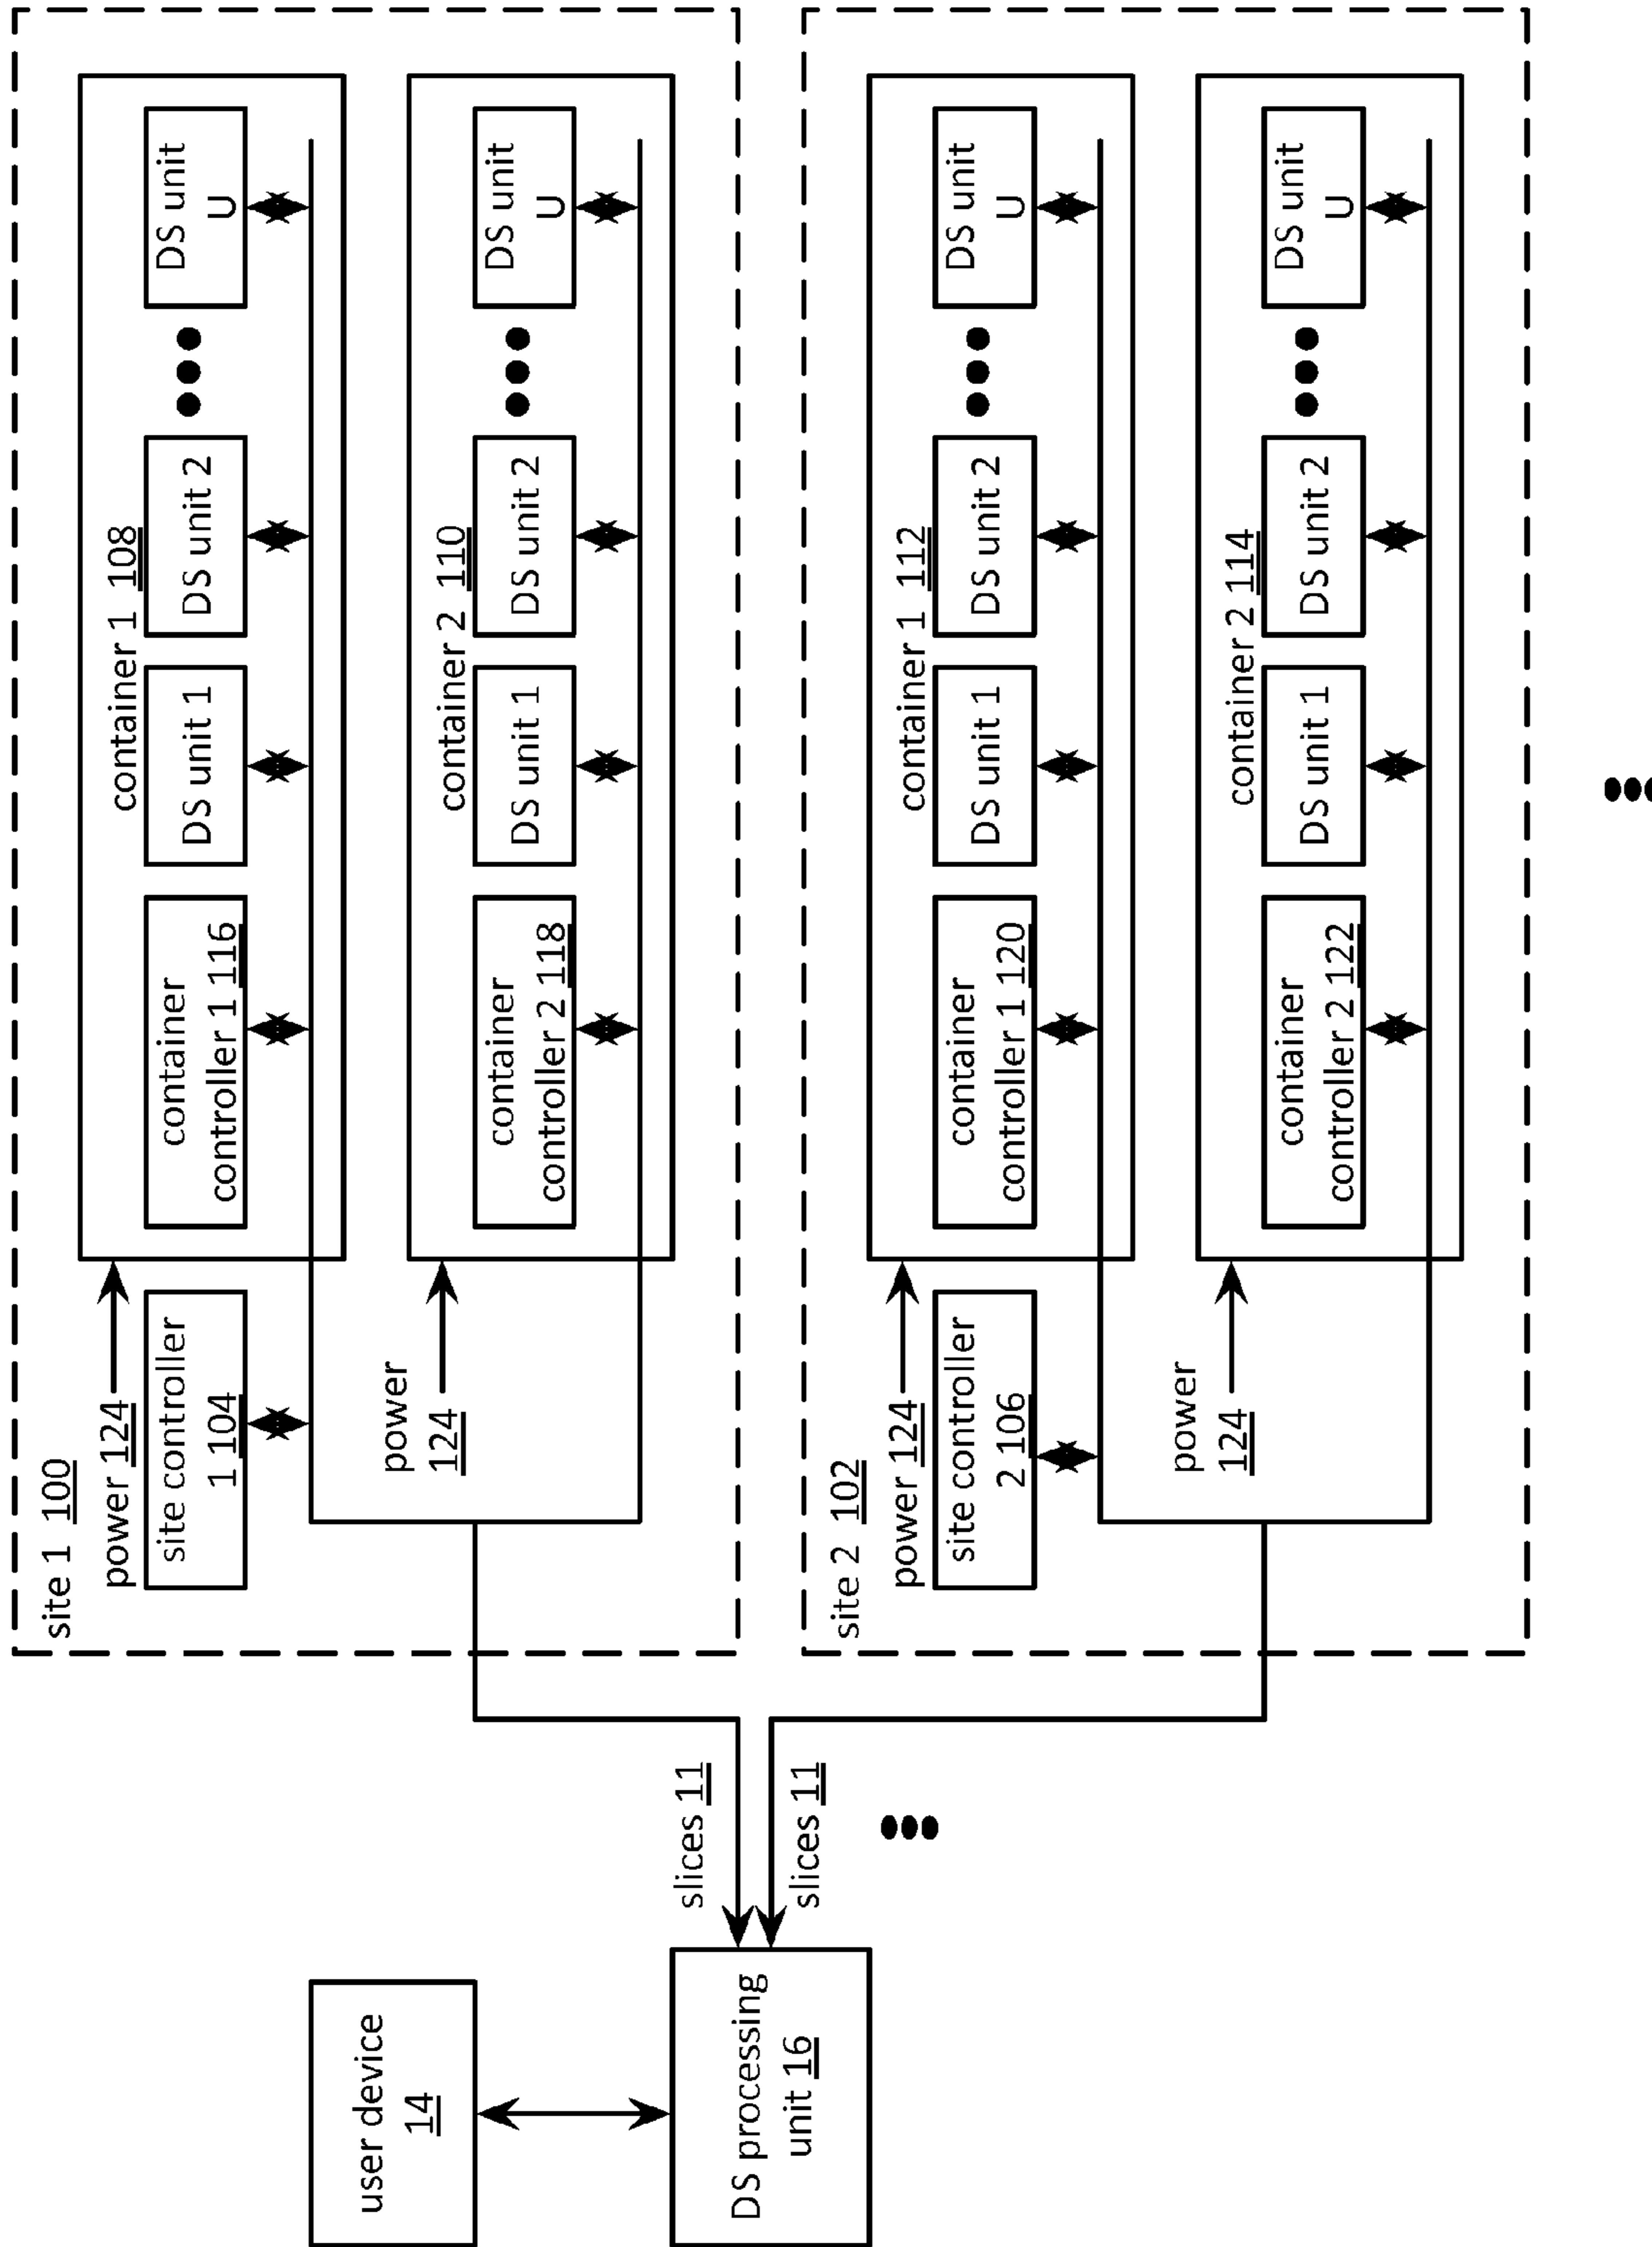 site 1 100
container 1 108
power 124
site controller
1 104
container
controller 1 116
DS unit 1
DS unit 2
DS unit
U
container 2 110
power
124
container
controller 2 118
DS unit 1
DS unit 2
DS unit
U
user device
14
DS processing
unit 16
slices 11
slices 11
site 2 102
container 1 112
power 124
site controller
2 106
container
controller 1 120
DS unit 1
DS unit 2
DS unit
U
container 2 114
power
124
container
controller 2 122
DS unit 1
DS unit 2
DS unit
U